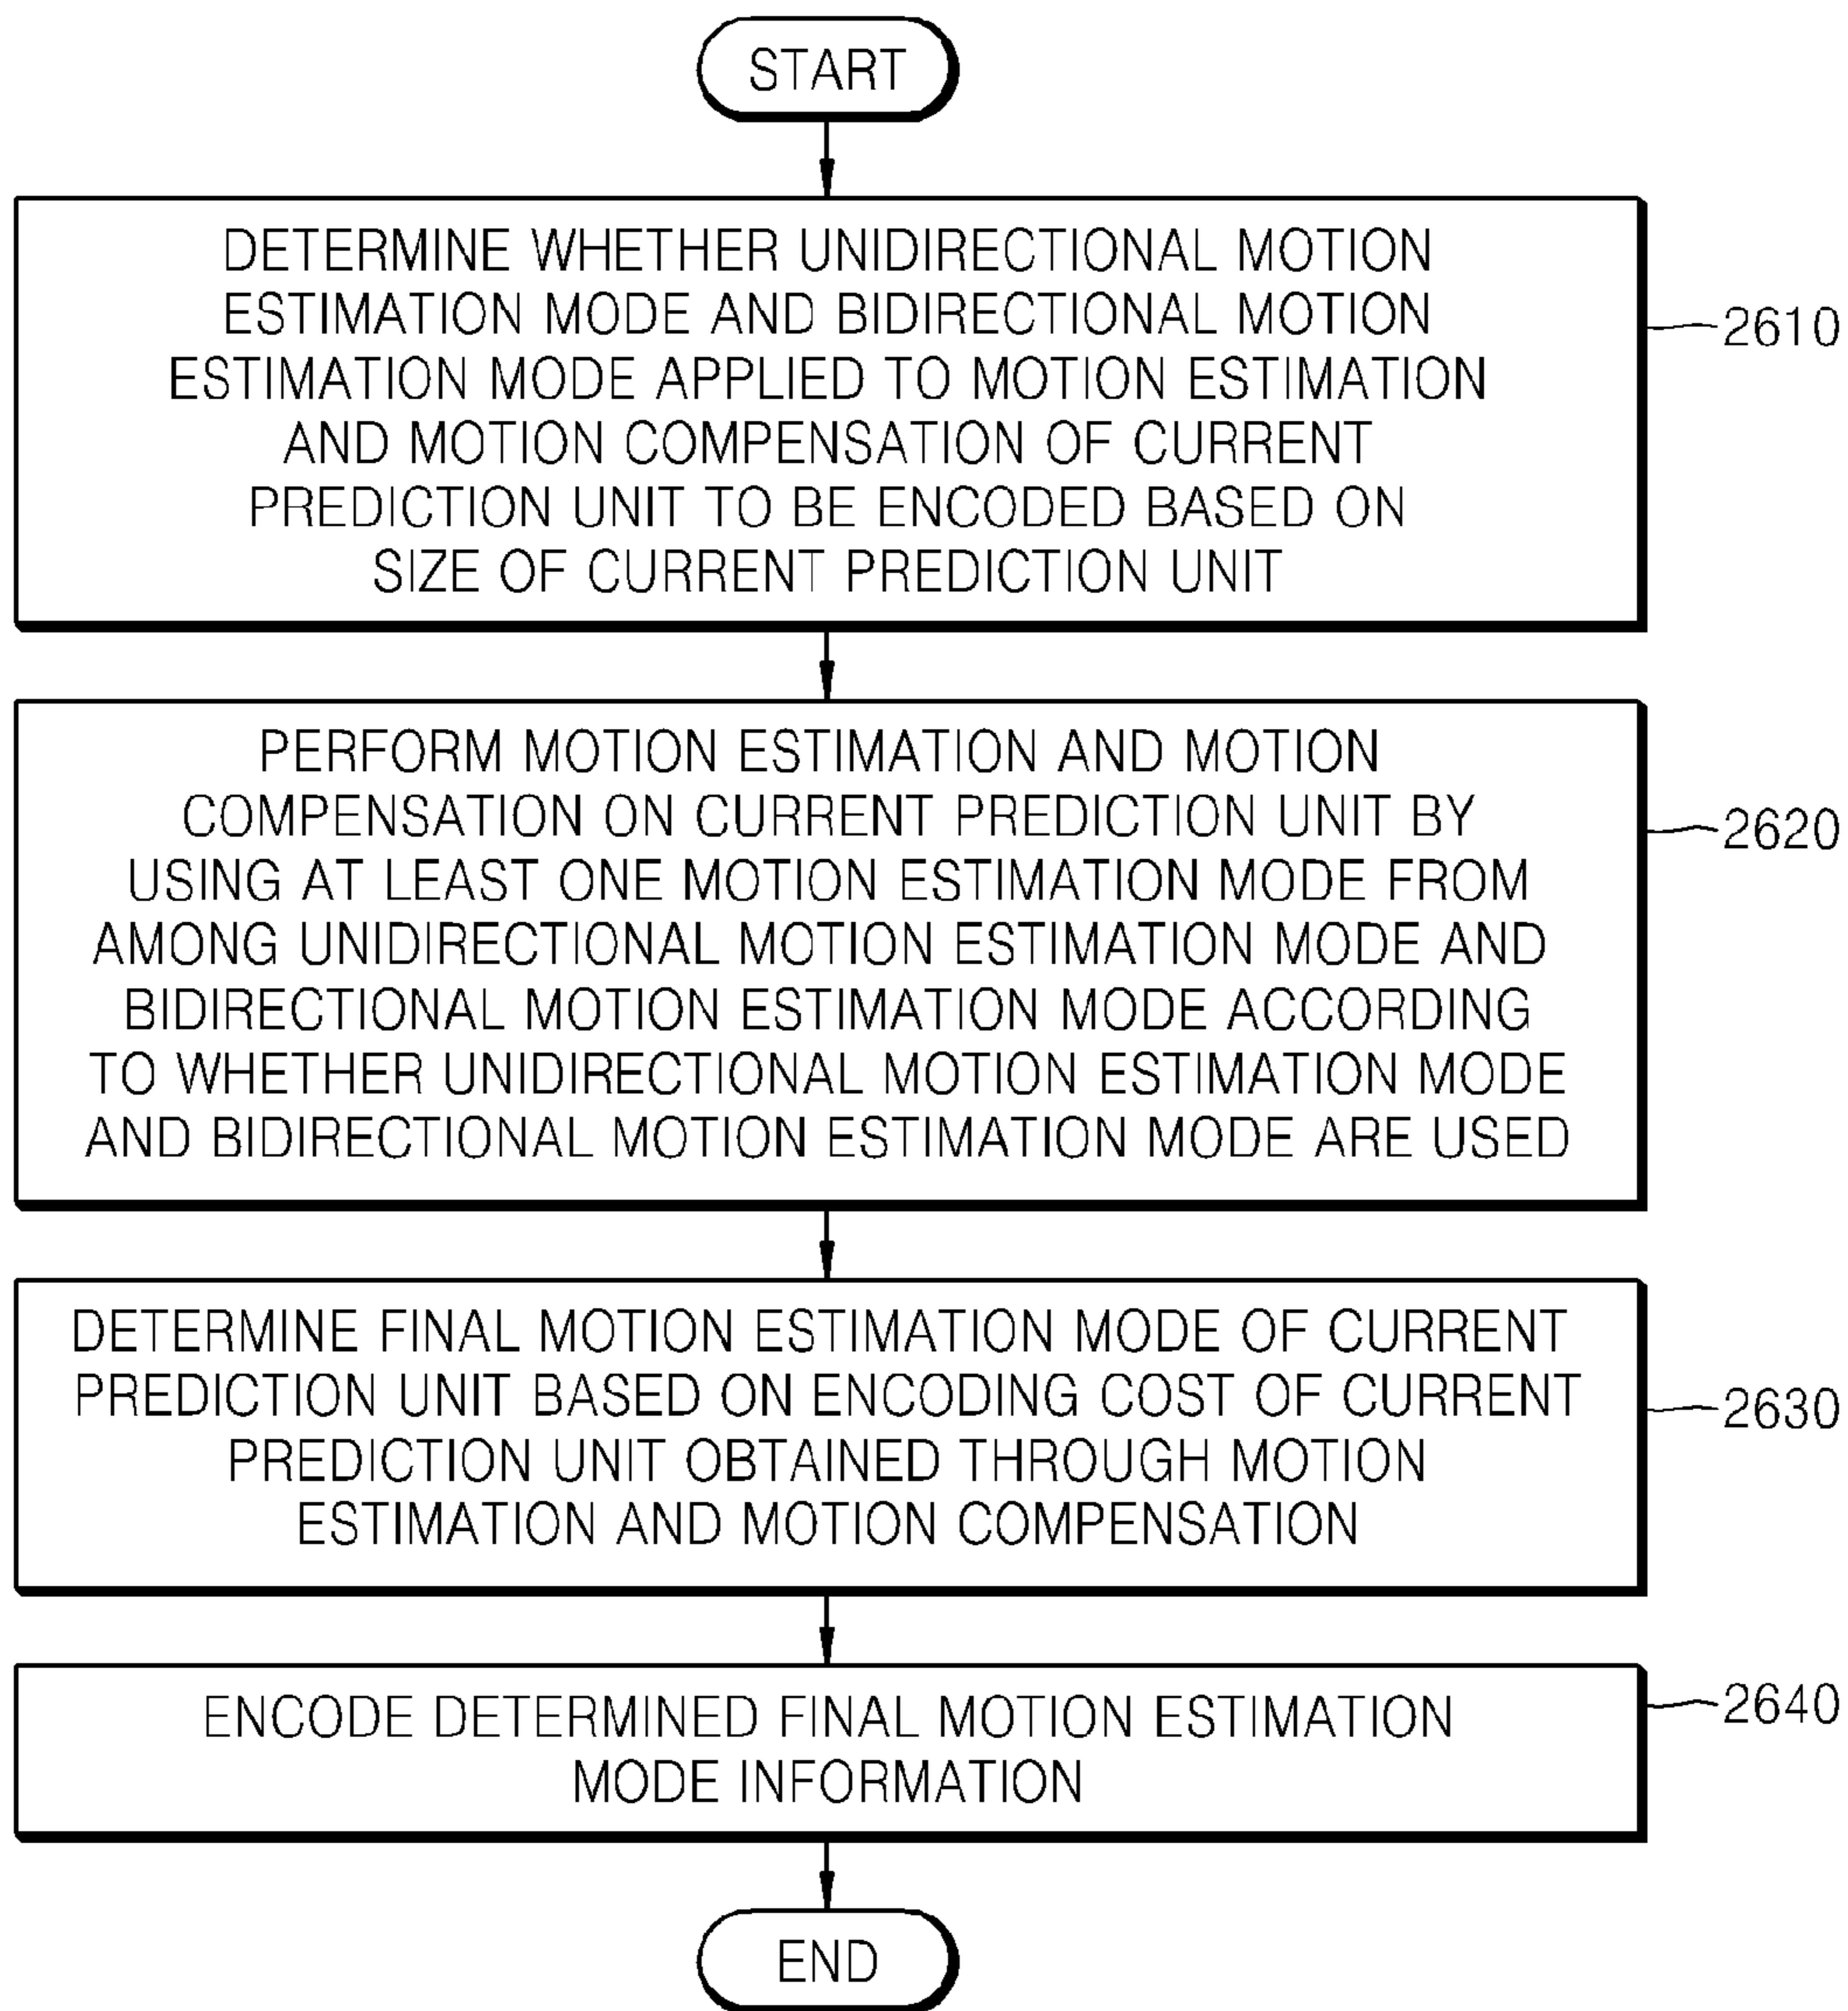 START
DETERMINE WHETHER UNIDIRECTIONAL MOTION
ESTIMATION MODE AND BIDIRECTIONAL MOTION
ESTIMATION MODE APPLIED TO MOTION ESTIMATION
AND MOTION COMPENSATION OF CURRENT
PREDICTION UNIT TO BE ENCODED BASED ON
SIZE OF CURRENT PREDICTION UNIT
2610
PERFORM MOTION ESTIMATION AND MOTION
COMPENSATION ON CURRENT PREDICTION UNIT BY
USING AT LEAST ONE MOTION ESTIMATION MODE FROM
AMONG UNIDIRECTIONAL MOTION ESTIMATION MODE AND
BIDIRECTIONAL MOTION ESTIMATION MODE ACCORDING
TO WHETHER UNIDIRECTIONAL MOTION ESTIMATION MODE
AND BIDIRECTIONAL MOTION ESTIMATION MODE ARE USED
2620
DETERMINE FINAL MOTION ESTIMATION MODE OF CURRENT
PREDICTION UNIT BASED ON ENCODING COST OF CURRENT
PREDICTION UNIT OBTAINED THROUGH MOTION
ESTIMATION AND MOTION COMPENSATION
2630
ENCODE DETERMINED FINAL MOTION ESTIMATION
MODE INFORMATION
2640
END